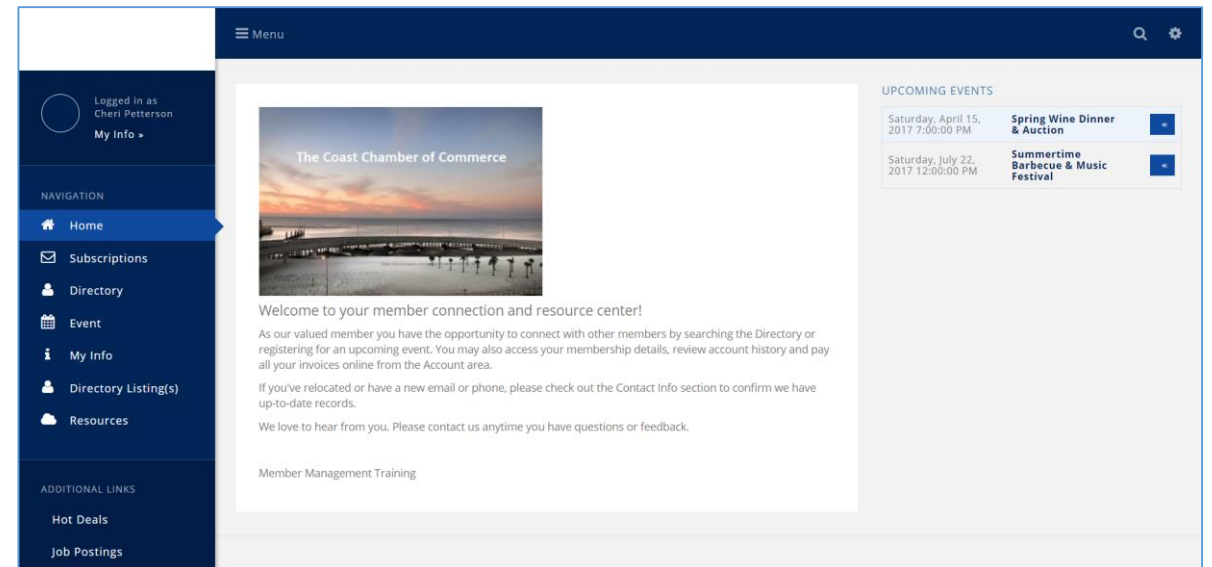 Menu
Logged in as
Cheri Petterson
My Info »
NAVIGATION
Home
Subscriptions
Directory
Event
My Info
Directory Listing(s)
Resources
ADDITIONAL LINKS
Hot Deals
Job Postings
The Coast Chamber of Commerce
Welcome to your member connection and resource center!
As our valued member you have the opportunity to connect with other members by searching the Directory or
registering for an upcoming event. You may also access your membership details, review account history and pay
all your invoices online from the Account area.
If you've relocated or have a new email or phone, please check out the Contact Info section to confirm we have
up-to-date records.
We love to hear from you. Please contact us anytime you have questions or feedback.
Member Management Training
UPCOMING EVENTS
Saturday, April 15,
2017 7:00:00 PM
Spring Wine Dinner
& Auction
Saturday, July 22,
2017 12:00:00 PM
Summertime
Barbecue & Music
Festival